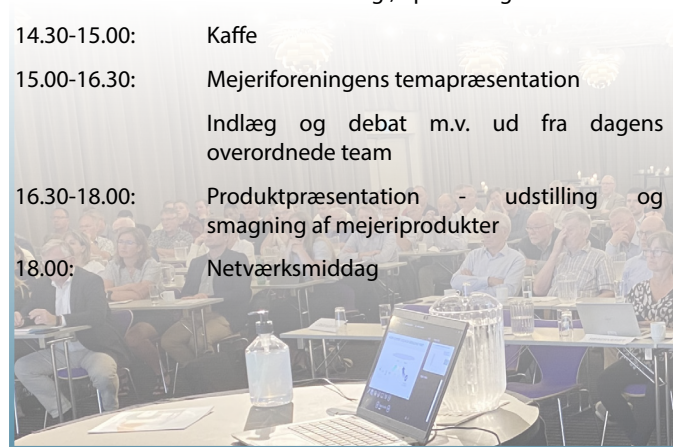 14.30-15.00: Kaffe
15.00-16.30: Mejeriforeningens temapræsentation
Indlæg og debat m.v. ud fra dagens
overordnede team
16.30-18.00: Produktpræsentation - udstilling og
smagning af mejeriprodukter
18.00: Netværksmiddag